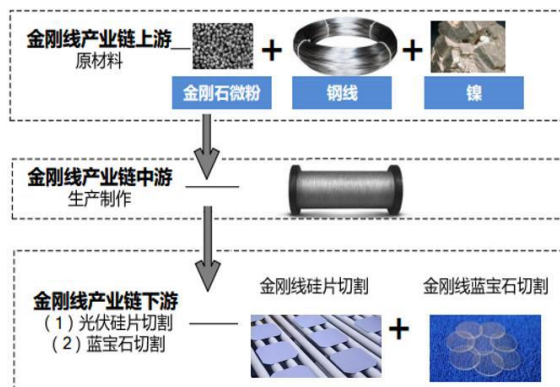 金刚线产业链上游
原材料
金刚石微粉
钢线
镍
金刚线产业链中游
生产制作
金刚线产业链下游
（1）光伏硅片切割
（2）蓝宝石切割
金刚线硅片切割
金刚线蓝宝石切割